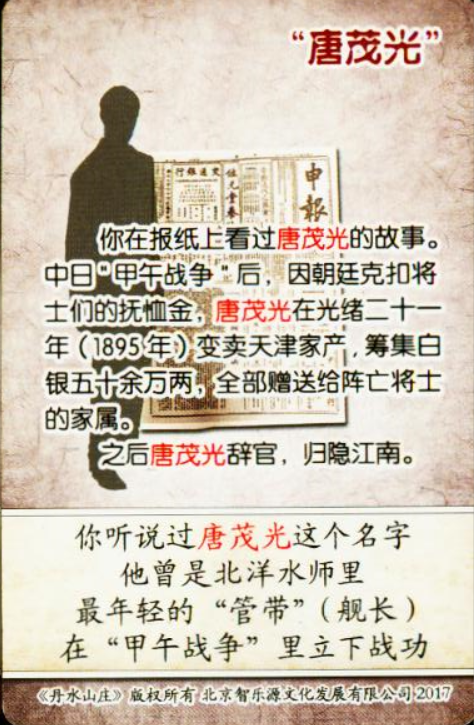 “唐茂光”
申報
你在报纸上看过唐茂光的故事。
中日“甲午战争”后，因朝廷克扣将
士们的抚恤金，唐茂光在光绪二十一
年（1895年）变卖天津家产，筹集白
银五十余万两，全部赠送给阵亡将士
的家属。
之后唐茂光辞官，归隐江南。
你听说过唐茂光这个名字
他曾是北洋水师里
最年轻的“管带”（舰长）
在“甲午战争”里立下战功
《丹水山庄》版权所有 北京智乐源文化发展有限公司 2017